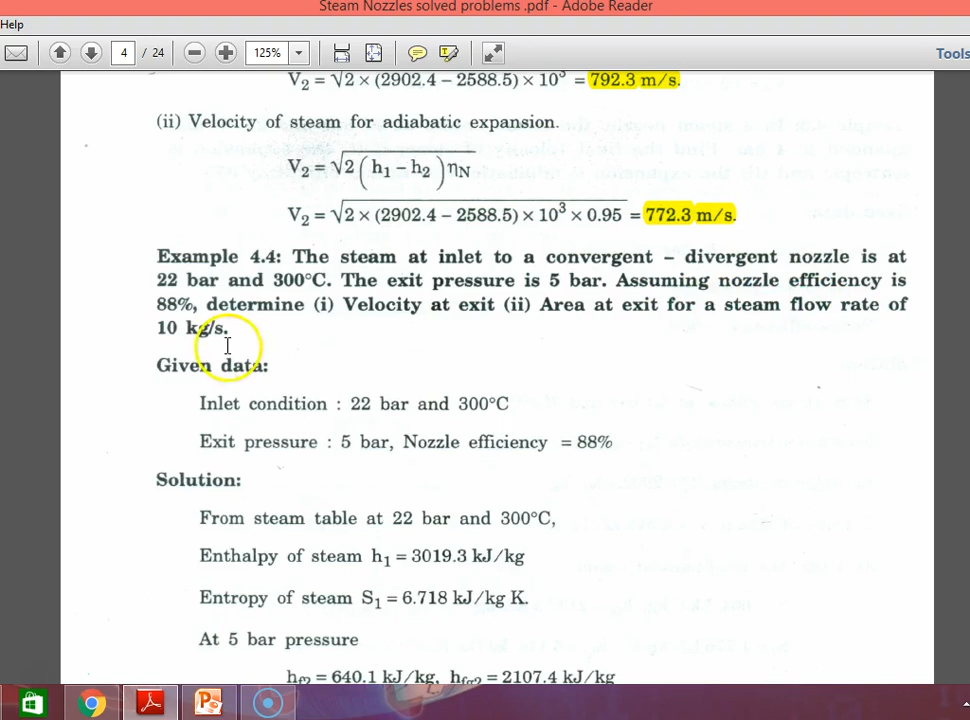 Steam Nozzles solved problems .pdf - Adobe Reader
Help
4 / 24 125% Tools
V2 = √2 × (2902.4 – 2588.5) × 10³ = 792.3 m/s.
(ii) Velocity of steam for adiabatic expansion.
V2 = √2 (h1 – h2) ηN
V2 = √2 × (2902.4 – 2588.5) × 10³ × 0.95 = 772.3 m/s.
Example 4.4: The steam at inlet to a convergent – divergent nozzle is at
22 bar and 300°C. The exit pressure is 5 bar. Assuming nozzle efficiency is
88%, determine (i) Velocity at exit (ii) Area at exit for a steam flow rate of
10 kg/s.
Given data:
Inlet condition : 22 bar and 300°C
Exit pressure : 5 bar, Nozzle efficiency = 88%
Solution:
From steam table at 22 bar and 300°C,
Enthalpy of steam h1 = 3019.3 kJ/kg
Entropy of steam S1 = 6.718 kJ/kg K.
At 5 bar pressure
hf2 = 640.1 kJ/kg, hfg2 = 2107.4 kJ/kg